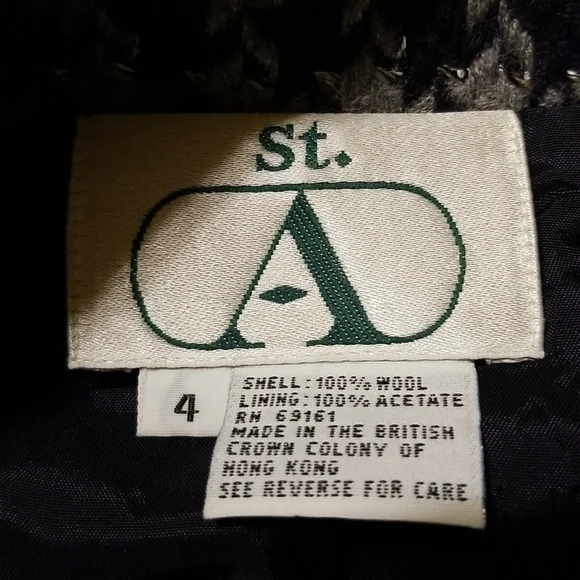 St.
A
4
SHELL: 100% WOOL
LINING: 100% ACETATE
RN 69161
MADE IN THE BRITISH
CROWN COLONY OF
HONG KONG
SEE REVERSE FOR CARE